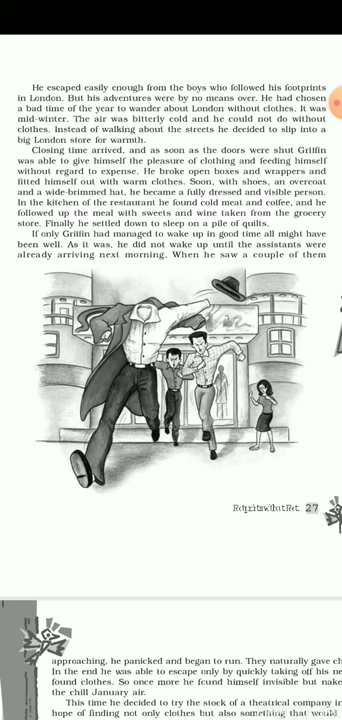 He escaped easily enough from the boys who followed his footprints
in London. But his adventures were by no means over. He had chosen
a bad time of the year to wander about London without clothes. It was
mid-winter. The air was bitterly cold and he could not do without
clothes. Instead of walking about the streets he decided to slip into a
big London store for warmth.
Closing time arrived, and as soon as the doors were shut Griffin
was able to give himself the pleasure of clothing and feeding himself
without regard to expense. He broke open boxes and wrappers and
fitted himself out with warm clothes. Soon, with shoes, an overcoat
and a wide-brimmed hat, he became a fully dressed and visible person.
In the kitchen of the restaurant he found cold meat and coffee, and he
followed up the meal with sweets and wine taken from the grocery
store. Finally he settled down to sleep on a pile of quilts.
If only Griffin had managed to wake up in good time all might have
been well. As it was, he did not wake up until the assistants were
already arriving next morning. When he saw a couple of them
27
approaching, he panicked and began to run. They naturally gave ch
In the end he was able to escape only by quickly taking off his ne
found clothes. So once more he found himself invisible but nake
the chill January air.
This time he decided to try the stock of a theatrical company in
hope of finding not only clothes but also something that would